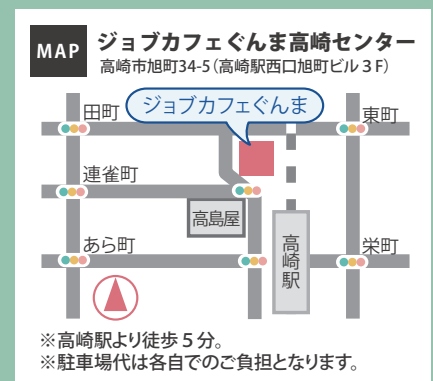 MAP
ジョブカフェぐんま高崎センター
高崎市旭町34-5（高崎駅西口旭町ビル３F）
田町
ジョブカフェぐんま
東町
連雀町
高島屋
あら町
高崎駅
栄町
※高崎駅より徒歩５分。
※駐車場代は各自でのご負担となります。